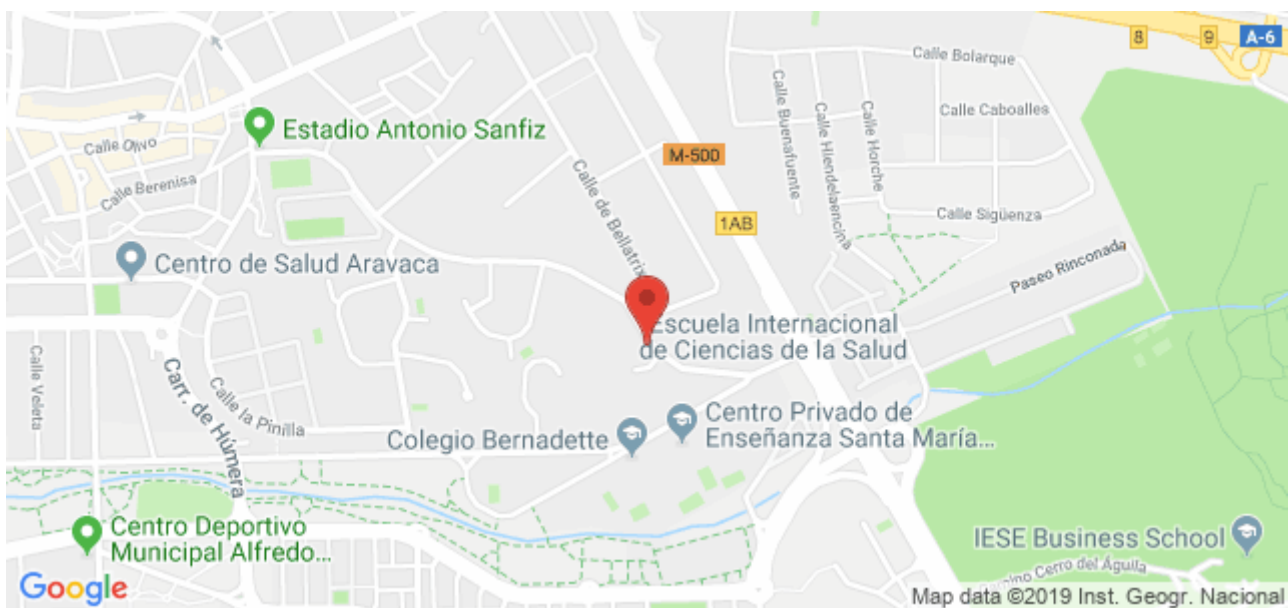 8
9
A-6
Calle Bolarque
Calle Buenafuente
Calle Hiendelaencina
Calle Horche
Calle Caboalles
Estadio Antonio Sanfiz
Calle Olivo
Calle Berenisa
M-500
Calle de Bellatrix
1AB
Calle Sigüenza
Centro de Salud Aravaca
Paseo Rinconada
Escuela Internacional
de Ciencias de la Salud
Calle Veleta
Carr. de Húmera
Calle la Pinilla
Colegio Bernadette
Centro Privado de
Enseñanza Santa María...
Centro Deportivo
Municipal Alfredo...
IESE Business School
Camino Cerro del Águila
Google
Map data ©2019 Inst. Geogr. Nacional